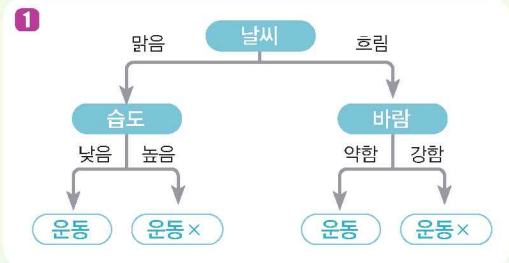 1
날씨
맑음 흐림
습도 바람
낮음 높음 약함 강함
운동 운동× 운동 운동×